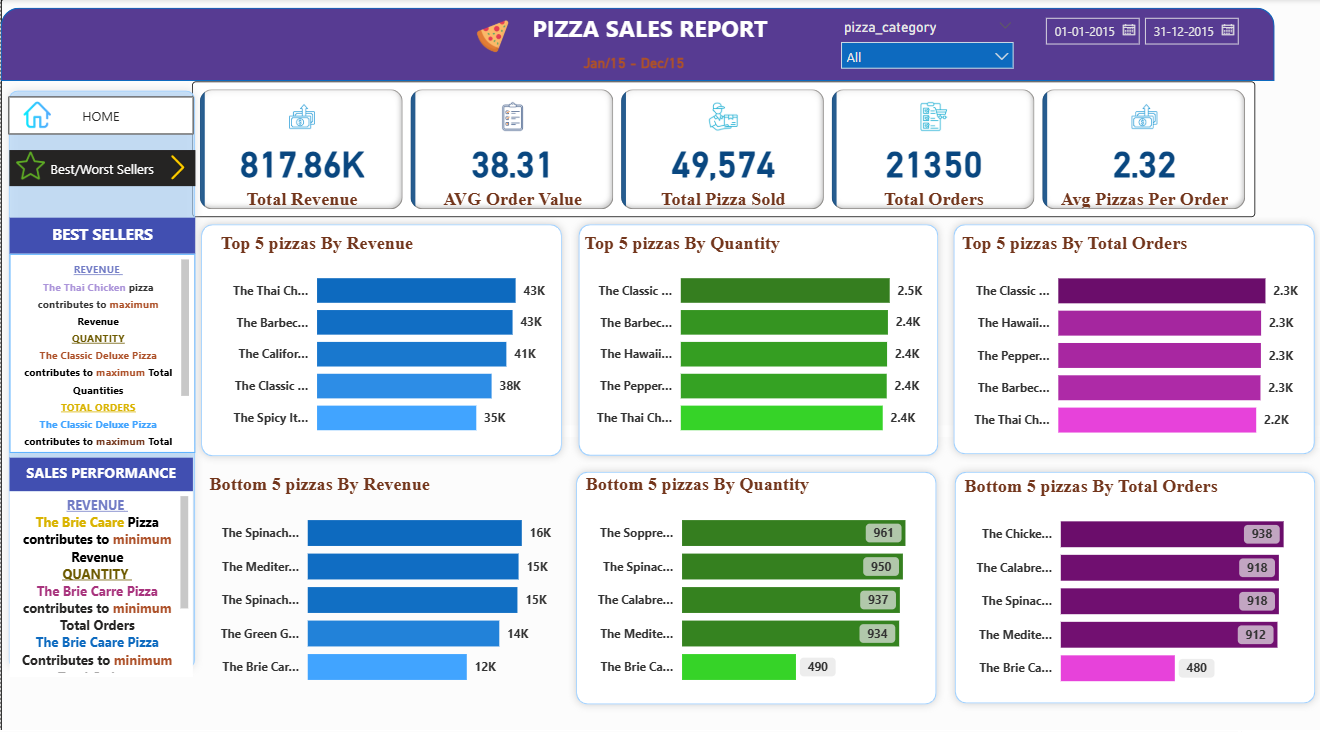 PIZZA SALES REPORT
Jan/15 - Dec/15
pizza_category
All
01-01-2015
31-12-2015
HOME
Best/Worst Sellers
817.86K
Total Revenue
38.31
AVG Order Value
49,574
Total Pizza Sold
21350
Total Orders
2.32
Avg Pizzas Per Order
BEST SELLERS
REVENUE
The Thai Chicken pizza
contributes to maximum
Revenue
QUANTITY
The Classic Deluxe Pizza
contributes to maximum Total
Quantities
TOTAL ORDERS
The Classic Deluxe Pizza
contributes to maximum Total
SALES PERFORMANCE
REVENUE
The Brie Caare Pizza
contributes to minimum
Revenue
QUANTITY
The Brie Carre Pizza
contributes to minimum
Total Orders
The Brie Caare Pizza
Contributes to minimum
Top 5 pizzas By Revenue
The Thai Ch... 43K
The Barbec... 43K
The Califor... 41K
The Classic ... 38K
The Spicy It... 35K
Top 5 pizzas By Quantity
The Classic ... 2.5K
The Barbec... 2.4K
The Hawaii... 2.4K
The Pepper... 2.4K
The Thai Ch... 2.4K
Top 5 pizzas By Total Orders
The Classic ... 2.3K
The Hawaii... 2.3K
The Pepper... 2.3K
The Barbec... 2.3K
The Thai Ch... 2.2K
Bottom 5 pizzas By Revenue
The Spinach... 16K
The Mediter... 15K
The Spinach... 15K
The Green G... 14K
The Brie Car... 12K
Bottom 5 pizzas By Quantity
The Soppre... 961
The Spinac... 950
The Calabre... 937
The Medite... 934
The Brie Ca... 490
Bottom 5 pizzas By Total Orders
The Chicke... 938
The Calabre... 918
The Spinac... 918
The Medite... 912
The Brie Ca... 480